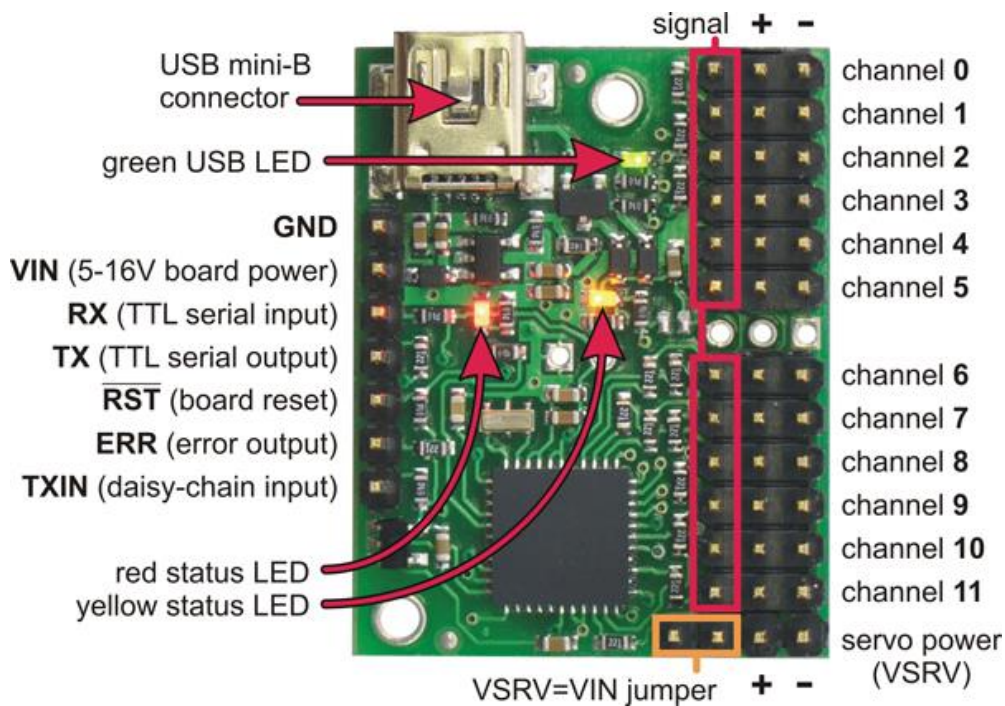 signal + -
USB mini-B
connector
green USB LED
GND
VIN (5-16V board power)
RX (TTL serial input)
TX (TTL serial output)
RST (board reset)
ERR (error output)
TXIN (daisy-chain input)
red status LED
yellow status LED
channel 0
channel 1
channel 2
channel 3
channel 4
channel 5
channel 6
channel 7
channel 8
channel 9
channel 10
channel 11
servo power
(VSRV)
VSRV=VIN jumper + -